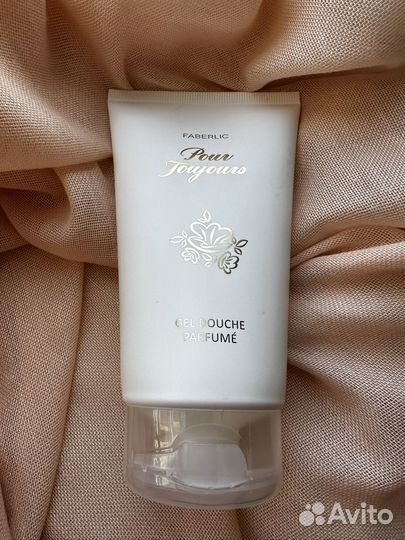 FABERLIC
Pour
Toujours
GEL DOUCHE
PARFUMÉ
Avito